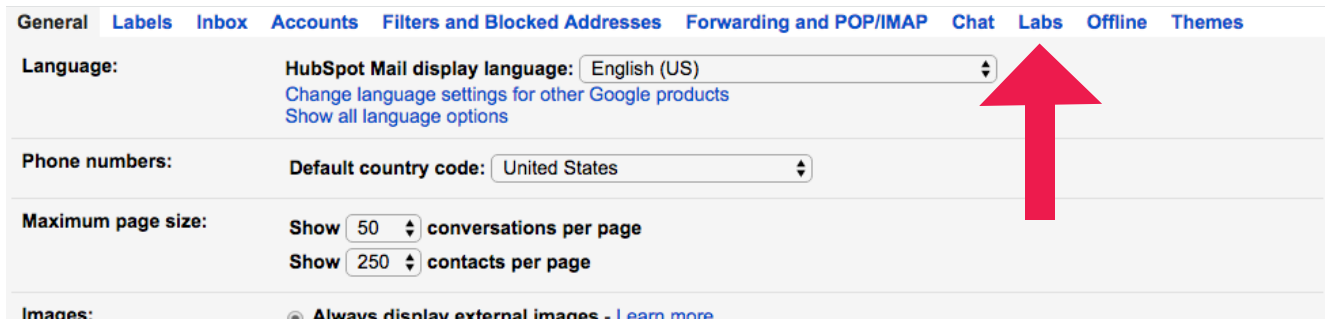 General Labels Inbox Accounts Filters and Blocked Addresses Forwarding and POP/IMAP Chat Labs Offline Themes
Language: HubSpot Mail display language: English (US)
Change language settings for other Google products
Show all language options
Phone numbers: Default country code: United States
Maximum page size: Show 50 conversations per page
Show 250 contacts per page
Images: Always display external images - Learn more